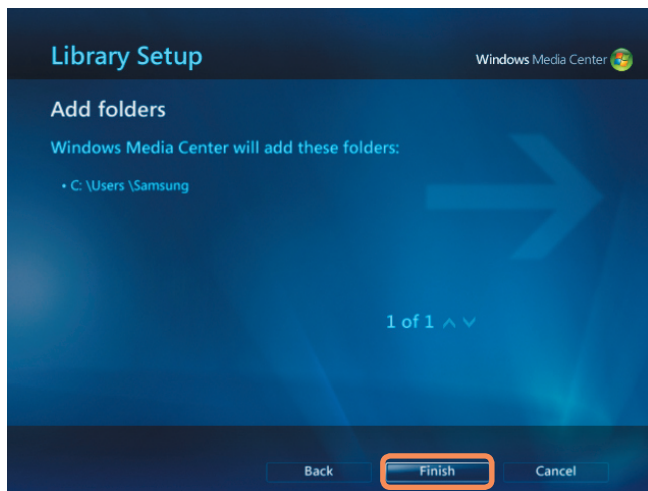 Library Setup
Windows Media Center
Add folders
Windows Media Center will add these folders:
• C: \Users \Samsung
1 of 1
Back
Finish
Cancel